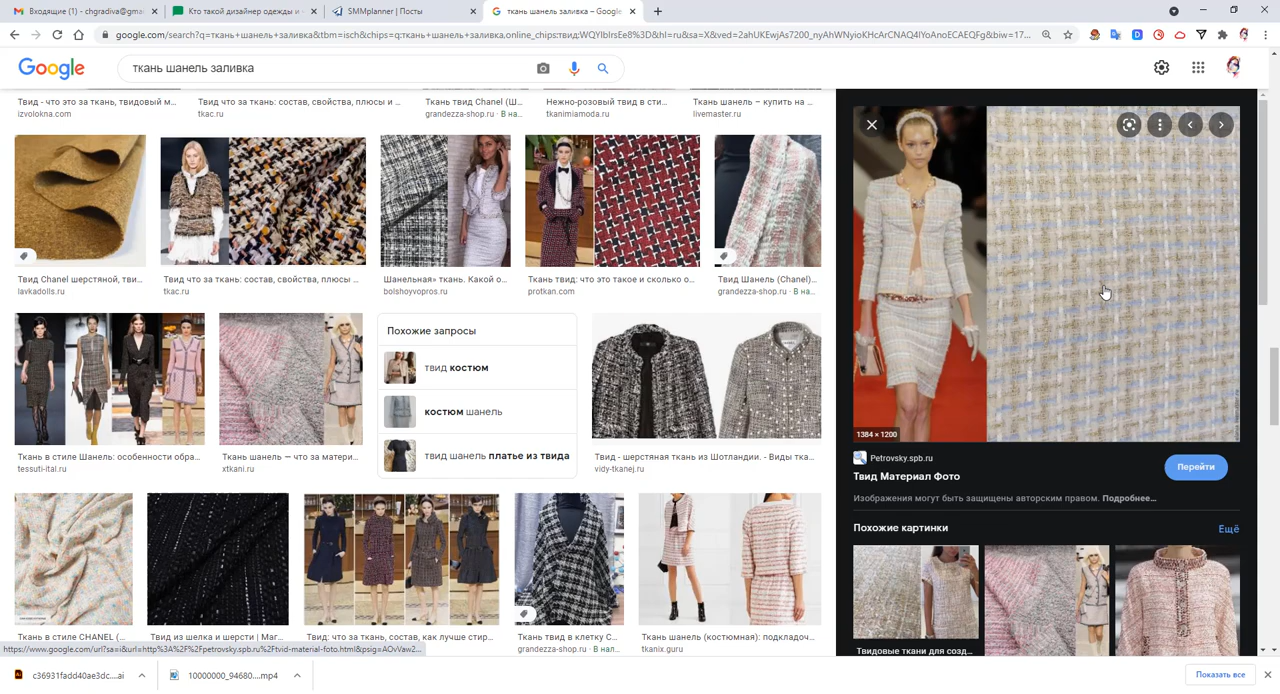 Входящие (1) - chgradiva@gmai
Кто такой дизайнер одежды и -
SMMplanner | Посты
ткань шанель заливка – Google
google.com/search?q=ткань+шанель+заливка&tbm=isch&chips=q:ткань+шанель+заливка,online_chips:твид:WQYlbIrsEe8%3D&hl=ru&sa=X&ved=2ahUKEwjAs7200_nyAhWNyioKHcArCNAQ4lYoAnoECAEQFg&biw=17...
Google
ткань шанель заливка
Твид - что это за ткань, твидовый м...
izvolokna.com
Твид что за ткань: состав, свойства, плюсы и ...
tkac.ru
Ткань твид Chanel (Ш...
grandezza-shop.ru · В на...
Нежно-розовый твид в сти...
tkanimiamoda.ru
Ткань шанель – купить на ...
livemaster.ru
Твид Chanel шерстяной, тви...
lavkadolls.ru
Твид что за ткань: состав, свойства, плюсы ...
tkac.ru
Шанельная» ткань. Какой о...
bolshoyvopros.ru
Ткань твид: что это такое и сколько о...
protkan.com
Твид Шанель (Chanel)...
grandezza-shop.ru · В на...
Похожие запросы
твид костюм
костюм шанель
твид шанель платье из твида
Ткань в стиле Шанель: особенности обра...
tessuti-ital.ru
Ткань шанель — что за матери...
xtkani.ru
Твид - шерстяная ткань из Шотландии. - Виды тка...
vidy-tkanej.ru
Ткань в стиле CHANEL (...
Твид из шелка и шерсти | Маг...
Твид: что за ткань, состав, как лучше стир...
Ткань твид в клетку С...
grandezza-shop.ru · В нал...
Ткань шанель (костюмная): подкладоч...
tkanix.guru
1384 × 1200
Petrovsky.spb.ru
Твид Материал Фото
Перейти
Изображения могут быть защищены авторским правом. Подробнее...
Похожие картинки
Ещё
Твидовые ткани для созд...
https://www.google.com/url?sa=i&url=http%3A%2F%2Fpetrovsky.spb.ru%2Ftvid-material-foto.html&psig=AOvVaw2...
c36931fadd40ae3dc....ai
10000000_94680....mp4
Показать все